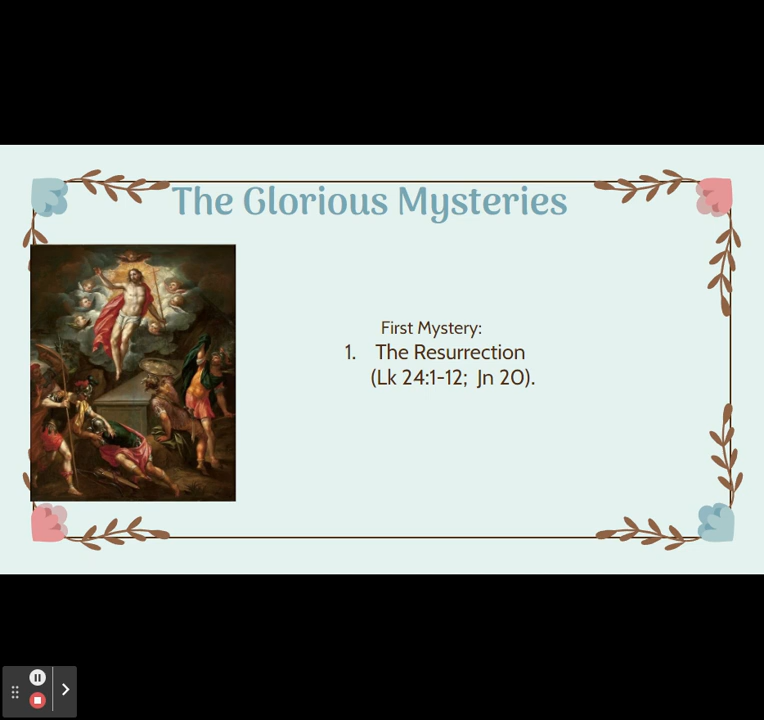 The Glorious Mysteries
First Mystery:
1. The Resurrection
(Lk 24:1-12; Jn 20).